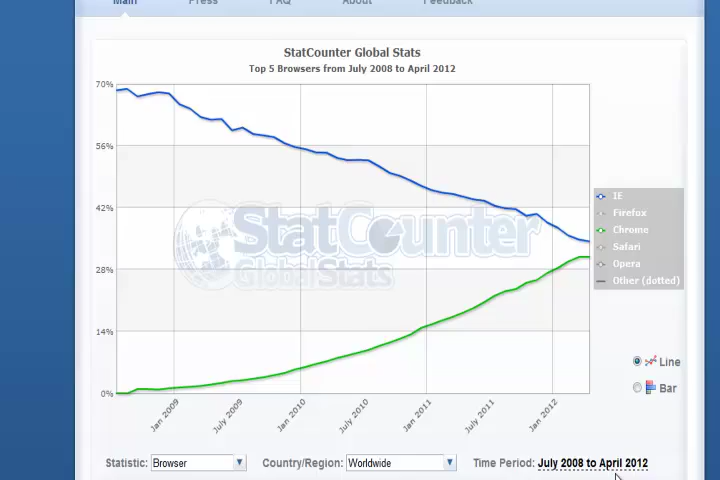 Main Press FAQ About Feedback
StatCounter Global Stats
Top 5 Browsers from July 2008 to April 2012
70%
56%
42%
28%
14%
0%
StatCounter
GlobalStats
IE
Firefox
Chrome
Safari
Opera
Other (dotted)
Line
Bar
Jan 2009 July 2009 Jan 2010 July 2010 Jan 2011 July 2011 Jan 2012
Statistic: Browser Country/Region: Worldwide Time Period: July 2008 to April 2012